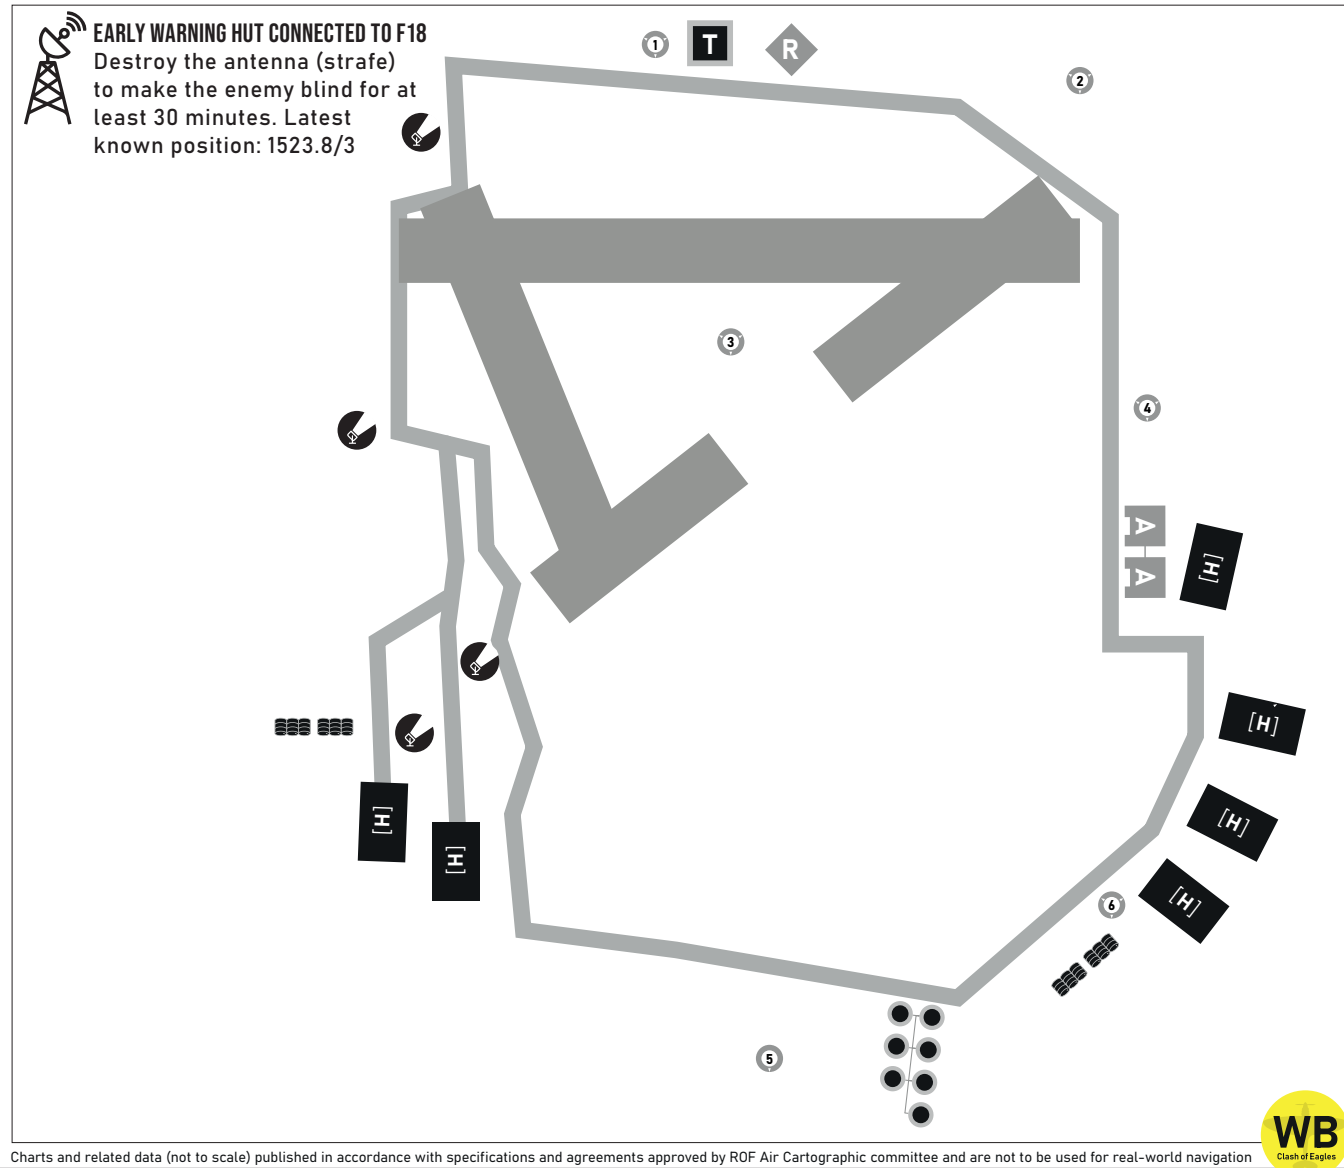 EARLY WARNING HUT CONNECTED TO F18
Destroy the antenna (strafe)
to make the enemy blind for at
least 30 minutes. Latest
known position: 1523.8/3
1
T
R
2
3
4
A
A
[H]
[H]
[H]
[H]
[H]
[H]
6
5
WB
Clash of Eagles
Charts and related data (not to scale) published in accordance with specifications and agreements approved by ROF Air Cartographic committee and are not to be used for real-world navigation